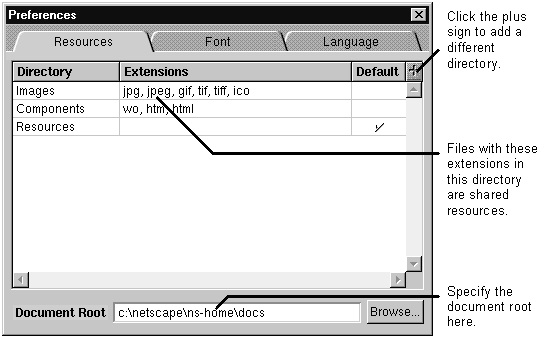 Preferences
Click the plus
sign to add a
different
directory.
Resources Font Language
Directory Extensions Default
Images jpg, jpeg, gif, tif, tiff, ico
Components wo, htm, html
Resources
Files with these
extensions in
this directory
are shared
resources.
Document Root c:\netscape\ns-home\docs Browse...
Specify the
document root
here.